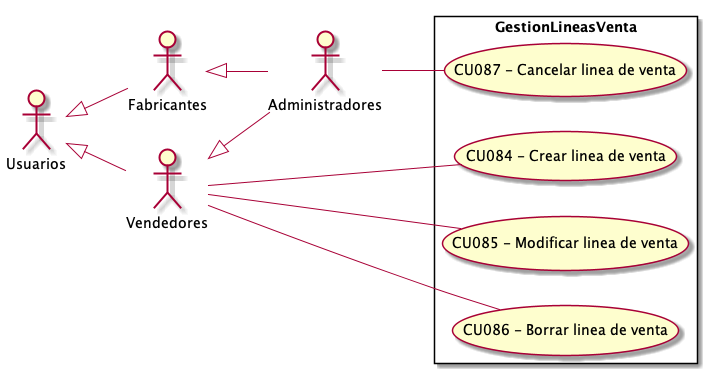 GestionLineasVenta
Usuarios
Fabricantes
Vendedores
Administradores
CU087 – Cancelar linea de venta
CU084 – Crear linea de venta
CU085 – Modificar linea de venta
CU086 – Borrar linea de venta